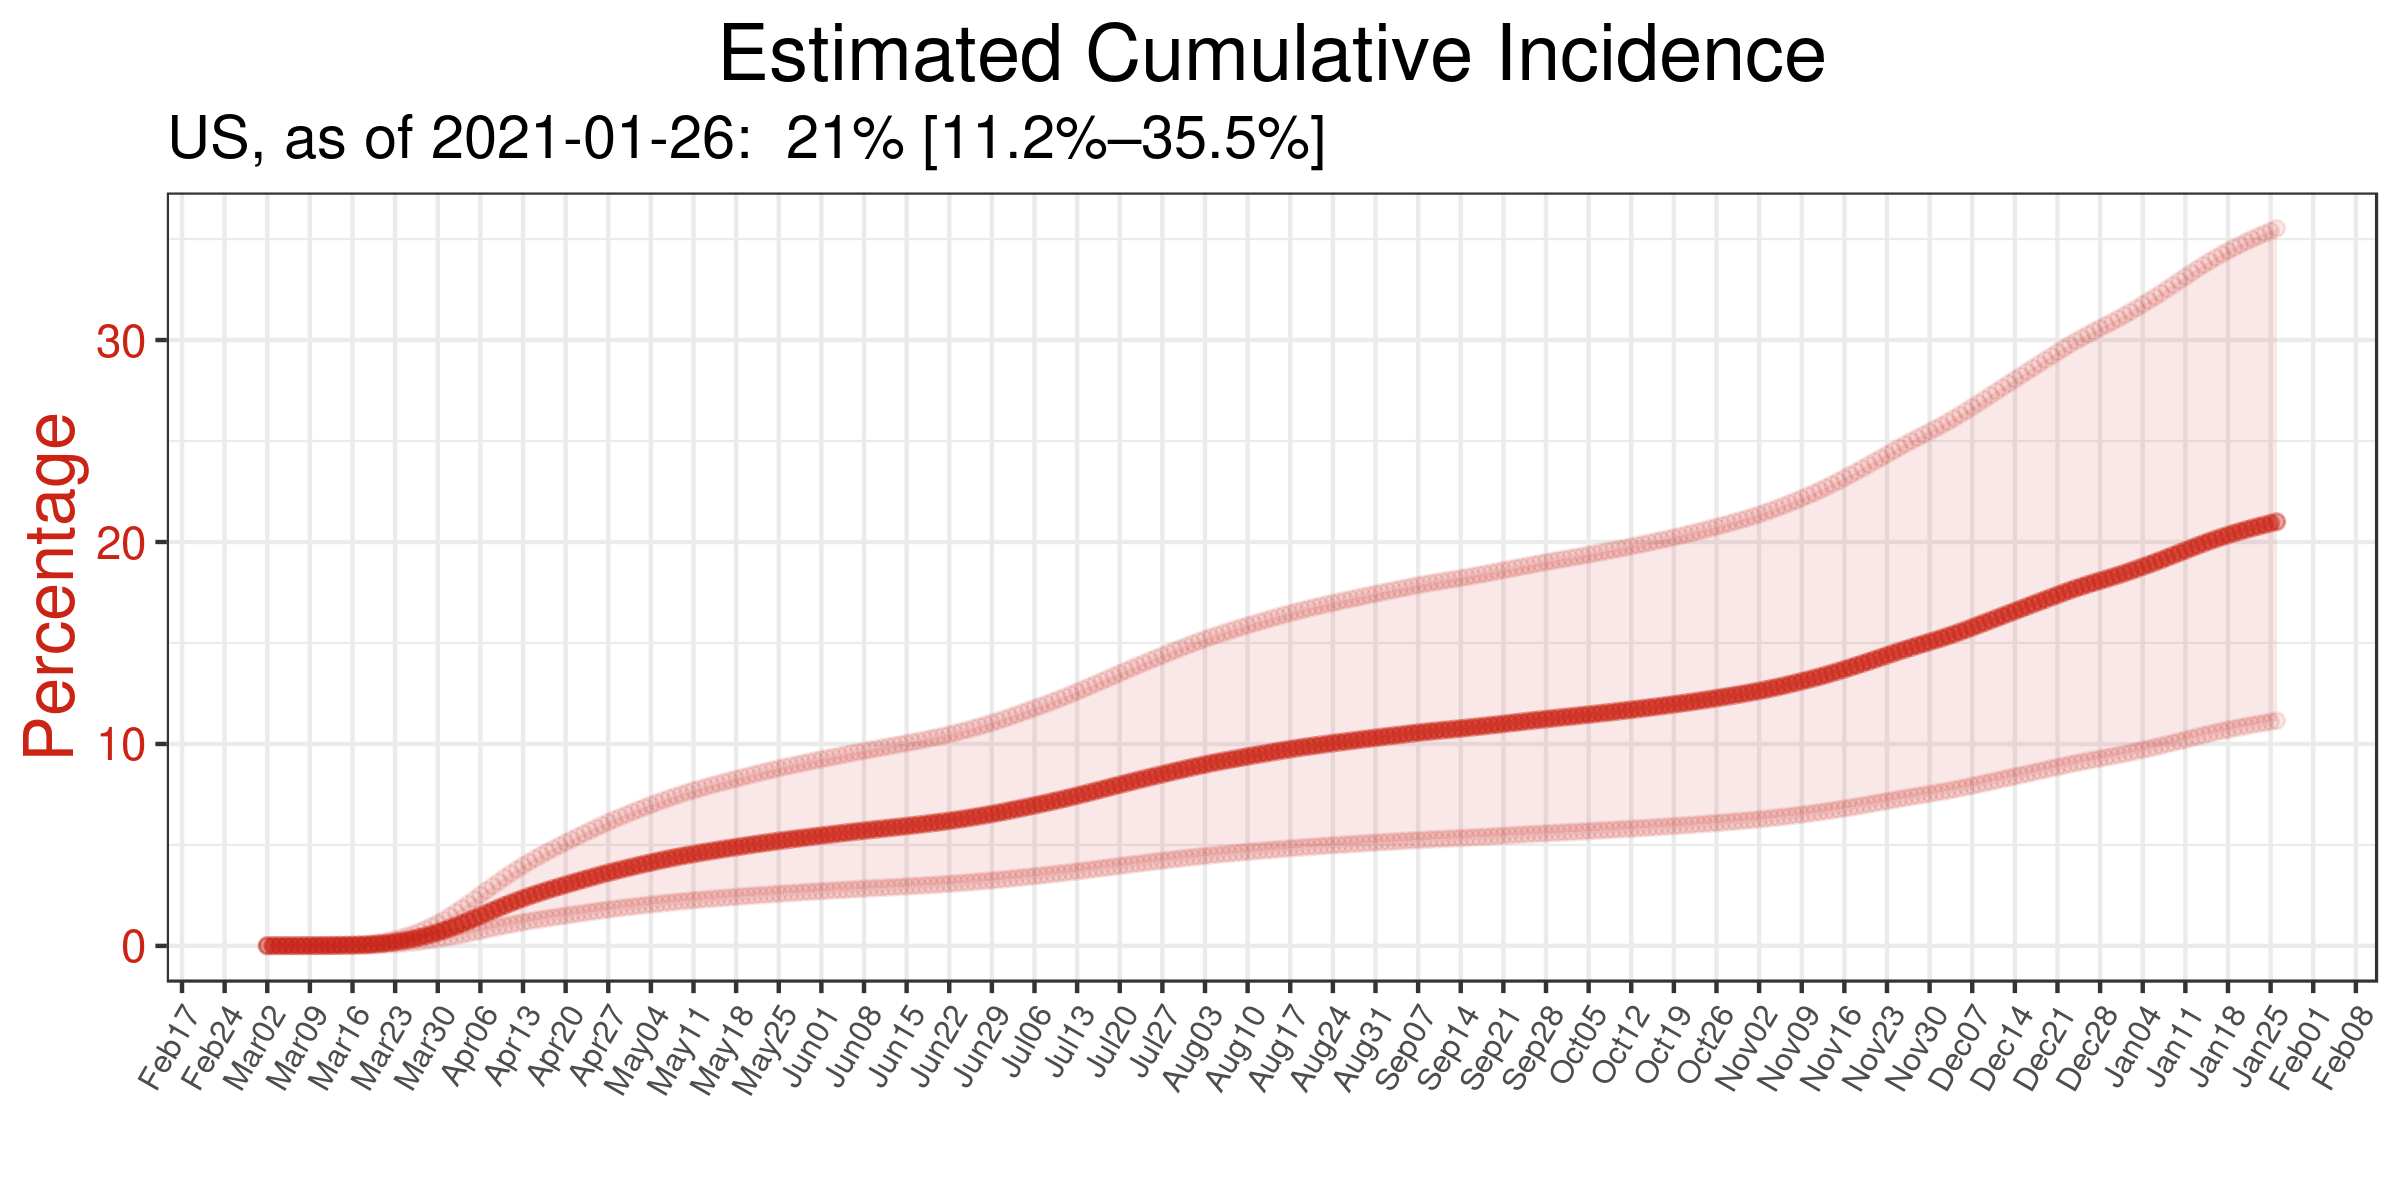 Estimated Cumulative Incidence
US, as of 2021-01-26:  21% [11.2%–35.5%]
Percentage
30
20
10
0
Feb17
Feb24
Mar02
Mar09
Mar16
Mar23
Mar30
Apr06
Apr13
Apr20
Apr27
May04
May11
May18
May25
Jun01
Jun08
Jun15
Jun22
Jun29
Jul06
Jul13
Jul20
Jul27
Aug03
Aug10
Aug17
Aug24
Aug31
Sep07
Sep14
Sep21
Sep28
Oct05
Oct12
Oct19
Oct26
Nov02
Nov09
Nov16
Nov23
Nov30
Dec07
Dec14
Dec21
Dec28
Jan04
Jan11
Jan18
Jan25
Feb01
Feb08